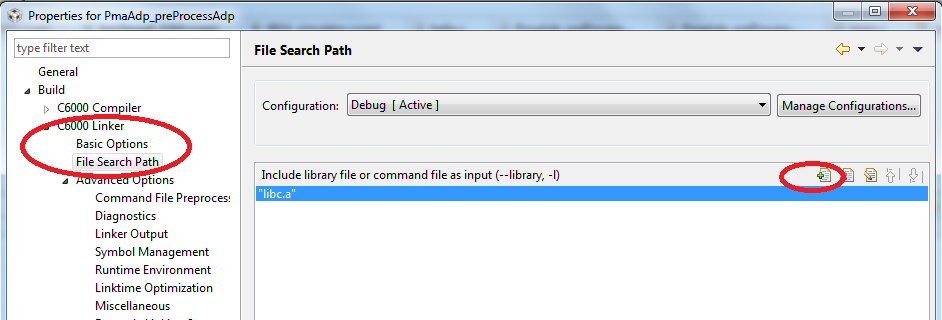 Properties for PmaAdp_preProcessAdp
type filter text
General
Build
C6000 Compiler
C6000 Linker
Basic Options
File Search Path
Advanced Options
Command File Preproces
Diagnostics
Linker Output
Symbol Management
Runtime Environment
Linktime Optimization
Miscellaneous
File Search Path
Configuration:
Debug [ Active ]
Manage Configurations...
Include library file or command file as input (--library, -l)
"libc.a"